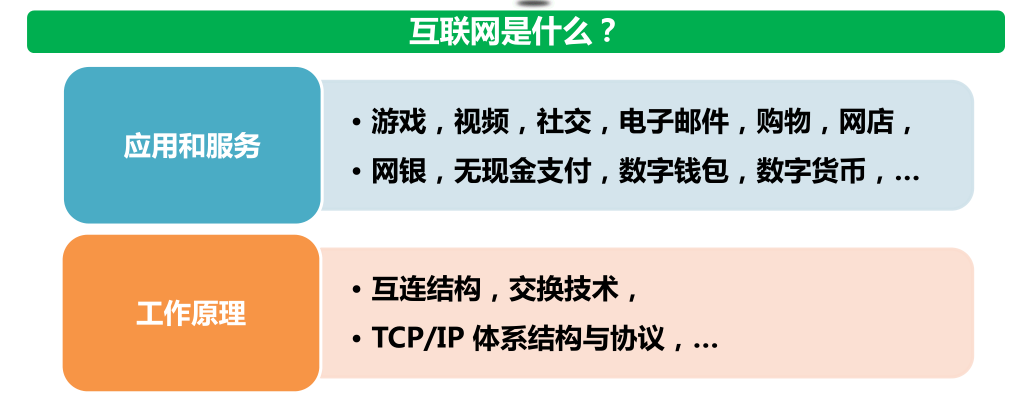 互联网是什么？
应用和服务
• 游戏，视频，社交，电子邮件，购物，网店，
• 网银，无现金支付，数字钱包，数字货币，...
工作原理
• 互连结构，交换技术，
• TCP/IP 体系结构与协议，...